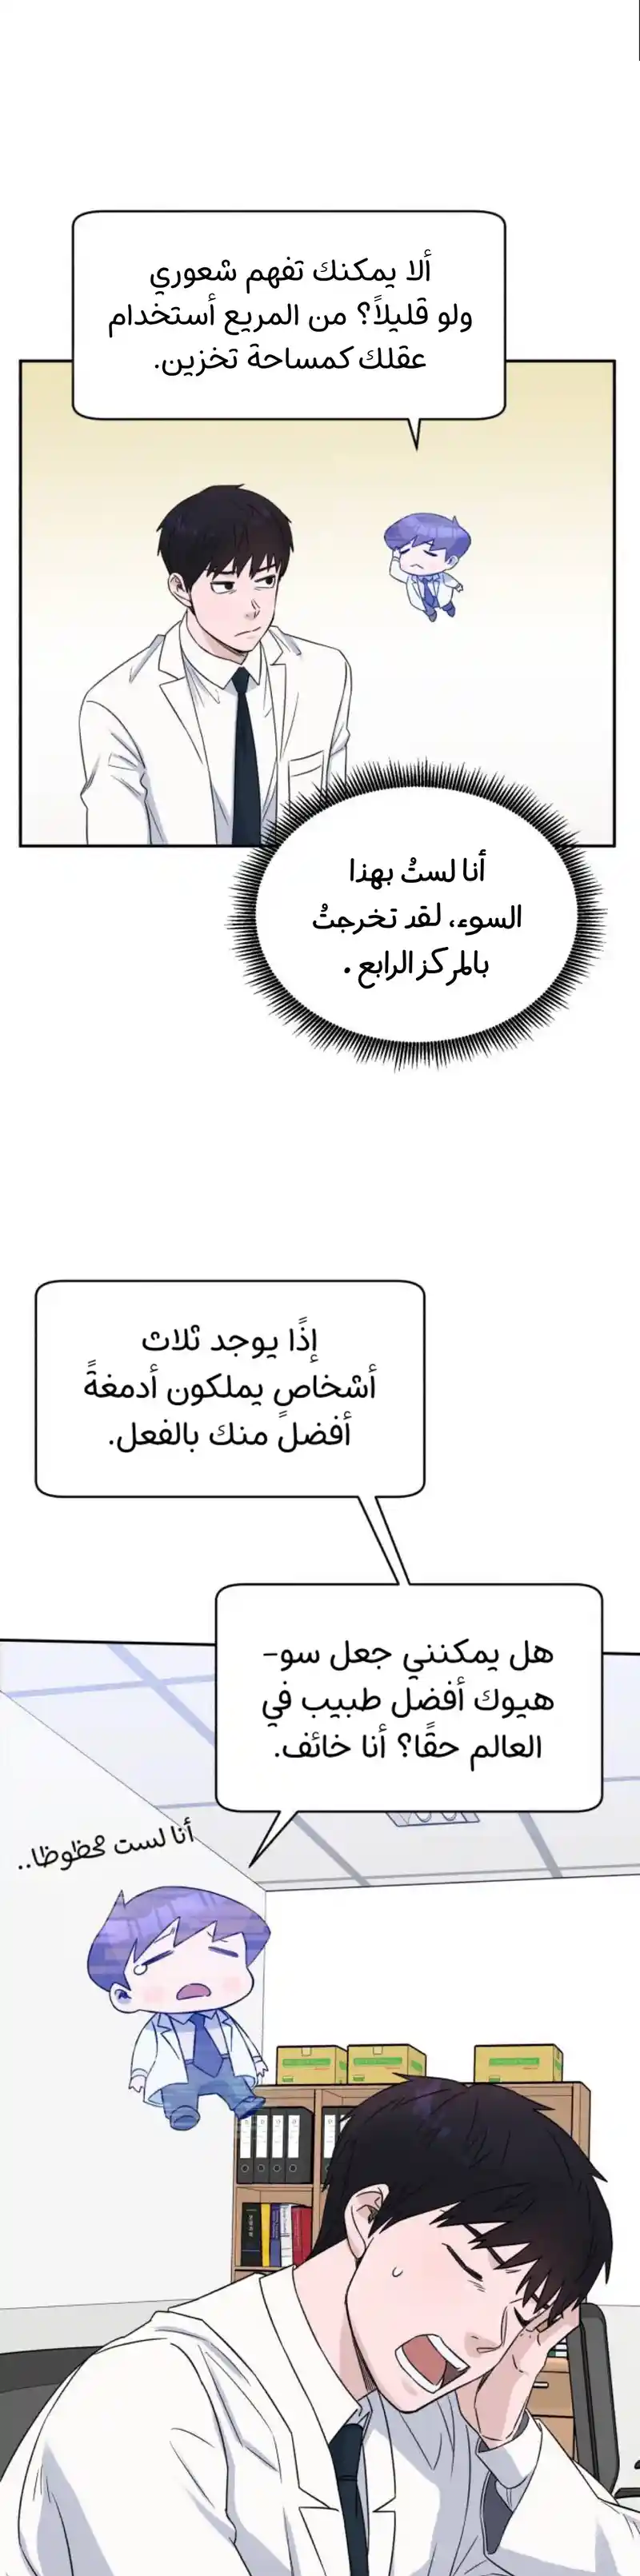 ألا يمكنك تفهم شعوري
ولو قليلاً؟ من المريع أستخدام
عقلك كمساحة تخزين.
أنا لستُ بهذا
السوء، لقد تخرجتُ
بالمركز الرابع .
إذًا يوجد ثلاث
أشخاصٍ يملكون أدمغةً
أفضلً منك بالفعل.
هل يمكنني جعل سو-
هيوك أفضل طبيب في
العالم حقًا؟ أنا خائف.
أنا لست محظوظا..